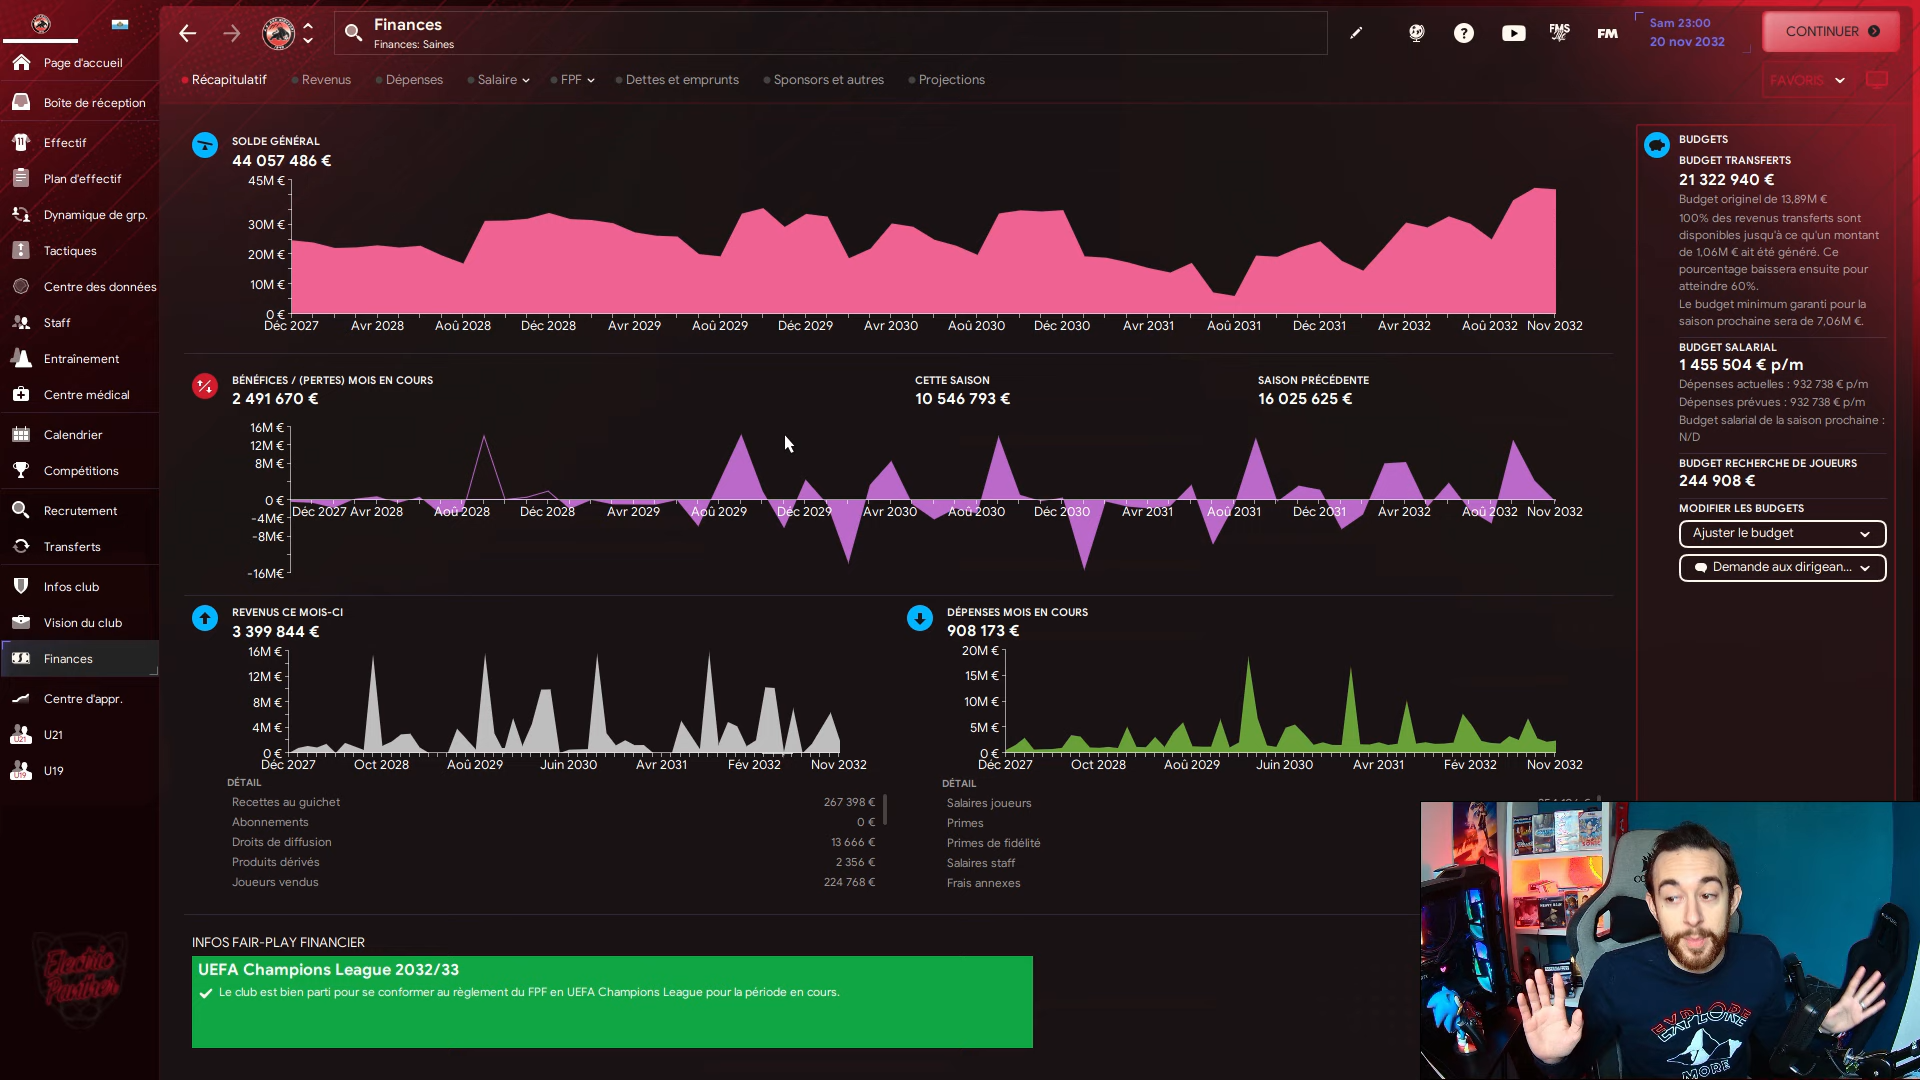 Finances
Finances: Saines
FMS
FM
Sam 23:00
20 nov 2032
CONTINUER
Récapitulatif
Revenus
Dépenses
Salaire
FPF
Dettes et emprunts
Sponsors et autres
Projections
FAVORIS
Page d'accueil
Boîte de réception
Effectif
Plan d'effectif
Dynamique de grp.
Tactiques
Centre des données
Staff
Entraînement
Centre médical
Calendrier
Compétitions
Recrutement
Transferts
Infos club
Vision du club
Finances
Centre d'appr.
U21
U21
U19
U19
Electric
Panther
SOLDE GÉNÉRAL
44 057 486 €
45M €
30M €
20M €
10M €
0 €
Déc 2027 Avr 2028 Aoû 2028 Déc 2028 Avr 2029 Aoû 2029 Déc 2029 Avr 2030 Aoû 2030 Déc 2030 Avr 2031 Aoû 2031 Déc 2031 Avr 2032 Aoû 2032 Nov 2032
BÉNÉFICES / (PERTES) MOIS EN COURS
2 491 670 €
CETTE SAISON
10 546 793 €
SAISON PRÉCÉDENTE
16 025 625 €
16M €
12M €
8M €
0 €
-4M€
-8M€
-16M€
Déc 2027 Avr 2028 Aoû 2028 Déc 2028 Avr 2029 Aoû 2029 Déc 2029 Avr 2030 Aoû 2030 Déc 2030 Avr 2031 Aoû 2031 Déc 2031 Avr 2032 Aoû 2032 Nov 2032
REVENUS CE MOIS-CI
3 399 844 €
16M €
12M €
8M €
4M €
0 €
Déc 2027 Oct 2028 Aoû 2029 Juin 2030 Avr 2031 Fév 2032 Nov 2032
DÉTAIL
Recettes au guichet 267 398 €
Abonnements 0 €
Droits de diffusion 13 666 €
Produits dérivés 2 356 €
Joueurs vendus 224 768 €
DÉPENSES MOIS EN COURS
908 173 €
20M €
15M €
10M €
5M €
0 €
Déc 2027 Oct 2028 Aoû 2029 Juin 2030 Avr 2031 Fév 2032 Nov 2032
DÉTAIL
Salaires joueurs
Primes
Primes de fidélité
Salaires staff
Frais annexes
INFOS FAIR-PLAY FINANCIER
UEFA Champions League 2032/33
Le club est bien parti pour se conformer au règlement du FPF en UEFA Champions League pour la période en cours.
BUDGETS
BUDGET TRANSFERTS
21 322 940 €
Budget originel de 13,89M €
100% des revenus transferts sont
disponibles jusqu'à ce qu'un montant
de 1,06M € ait été généré. Ce
pourcentage baissera ensuite pour
atteindre 60%.
Le budget minimum garanti pour la
saison prochaine sera de 7,06M €.
BUDGET SALARIAL
1 455 504 € p/m
Dépenses actuelles : 932 738 € p/m
Dépenses prévues : 932 738 € p/m
Budget salarial de la saison prochaine :
N/D
BUDGET RECHERCHE DE JOUEURS
244 908 €
MODIFIER LES BUDGETS
Ajuster le budget
Demande aux dirigean...
EXPLORE
MORE